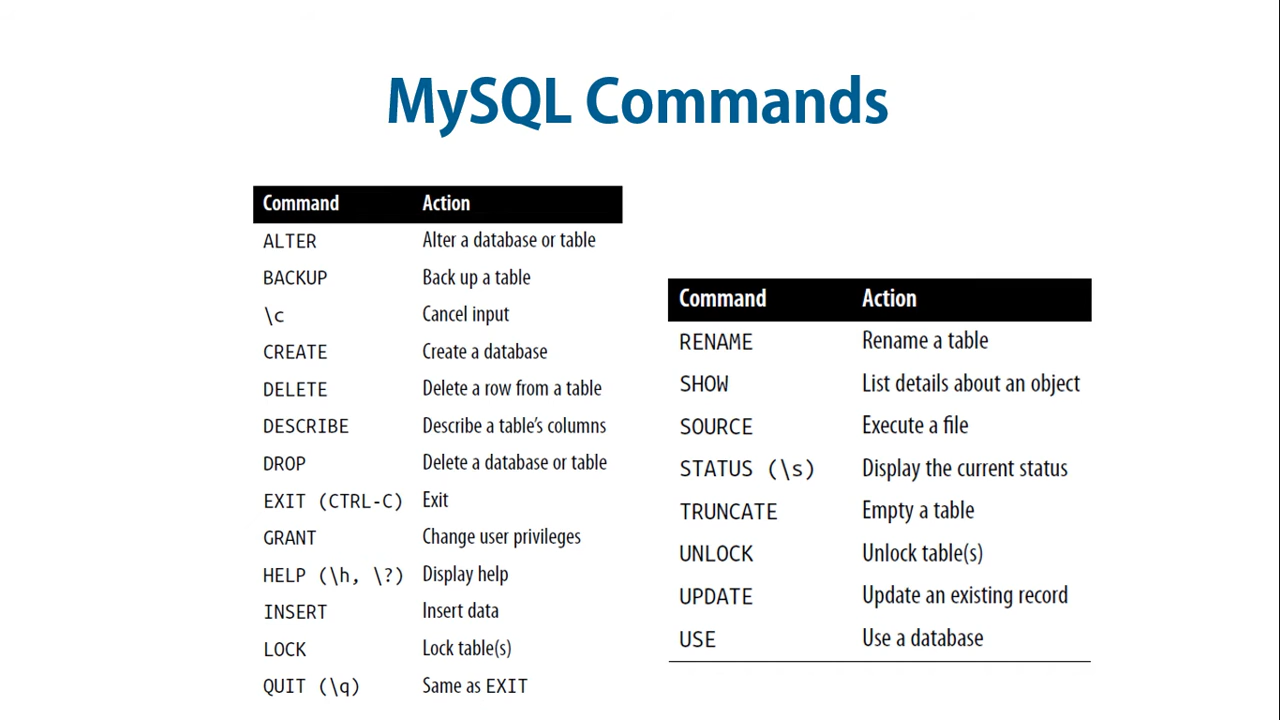 MySQL Commands
Command Action
ALTER Alter a database or table
BACKUP Back up a table
\c Cancel input
CREATE Create a database
DELETE Delete a row from a table
DESCRIBE Describe a table's columns
DROP Delete a database or table
EXIT (CTRL-C) Exit
GRANT Change user privileges
HELP (\h, \?) Display help
INSERT Insert data
LOCK Lock table(s)
QUIT (\q) Same as EXIT
Command Action
RENAME Rename a table
SHOW List details about an object
SOURCE Execute a file
STATUS (\s) Display the current status
TRUNCATE Empty a table
UNLOCK Unlock table(s)
UPDATE Update an existing record
USE Use a database